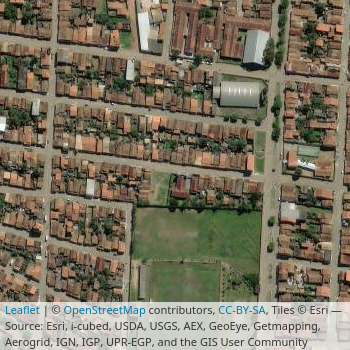 Leaflet | © OpenStreetMap contributors, CC-BY-SA, Tiles © Esri —
Source: Esri, i-cubed, USDA, USGS, AEX, GeoEye, Getmapping,
Aerogrid, IGN, IGP, UPR-EGP, and the GIS User Community